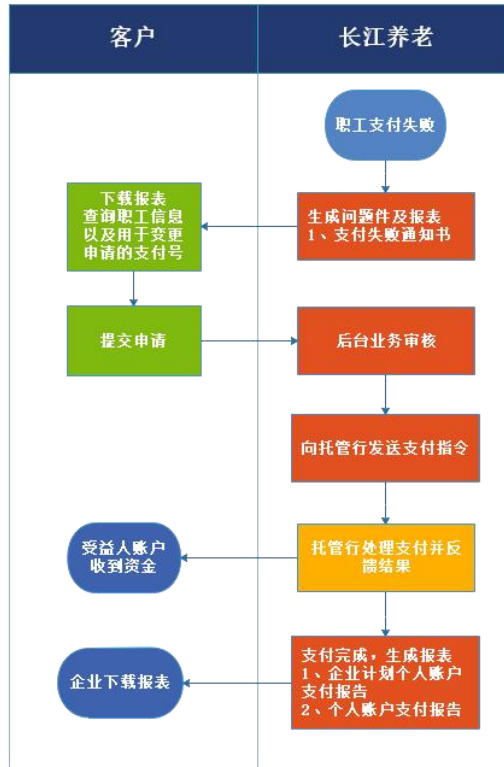 客户
长江养老
职工支付失败
下载报表
查询职工信息
以及用于变更
申请的支付号
生成问题件及报表
1、支付失败通知书
提交申请
后台业务审核
向托管行发送支付指令
受益人账户
收到资金
托管行处理支付并反
馈结果
企业下载报表
支付完成，生成报表
1、企业计划个人账户
支付报告
2、个人账户支付报告